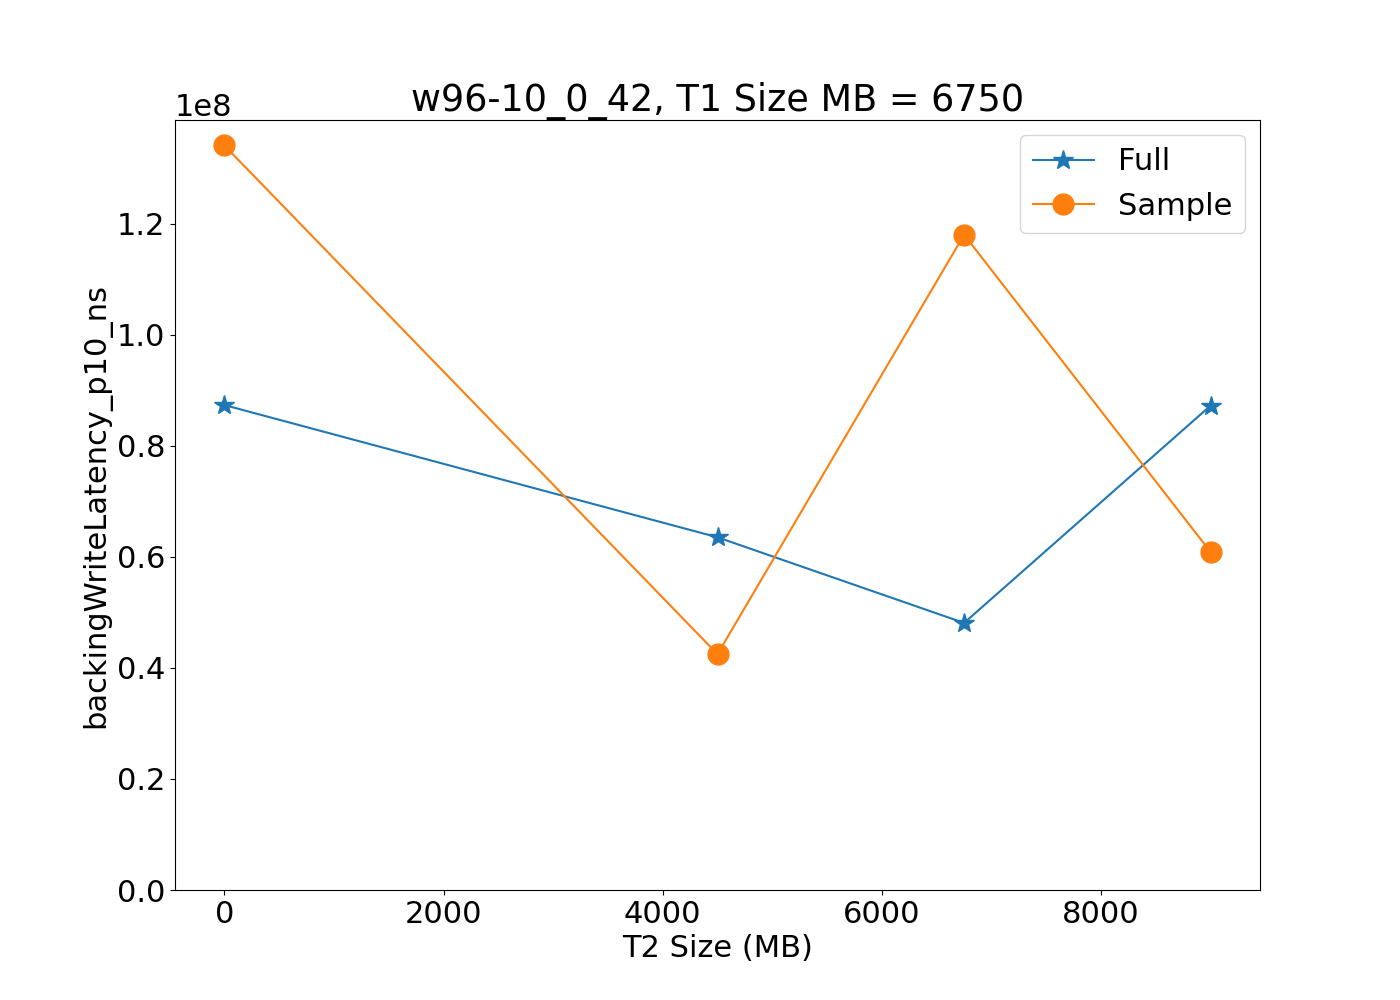 w96-10_0_42, T1 Size MB = 6750
1e8
Full
Sample
1.2
1.0
0.8
0.6
0.4
0.2
0.0
backingWriteLatency_p10_ns
0 2000 4000 6000 8000
T2 Size (MB)